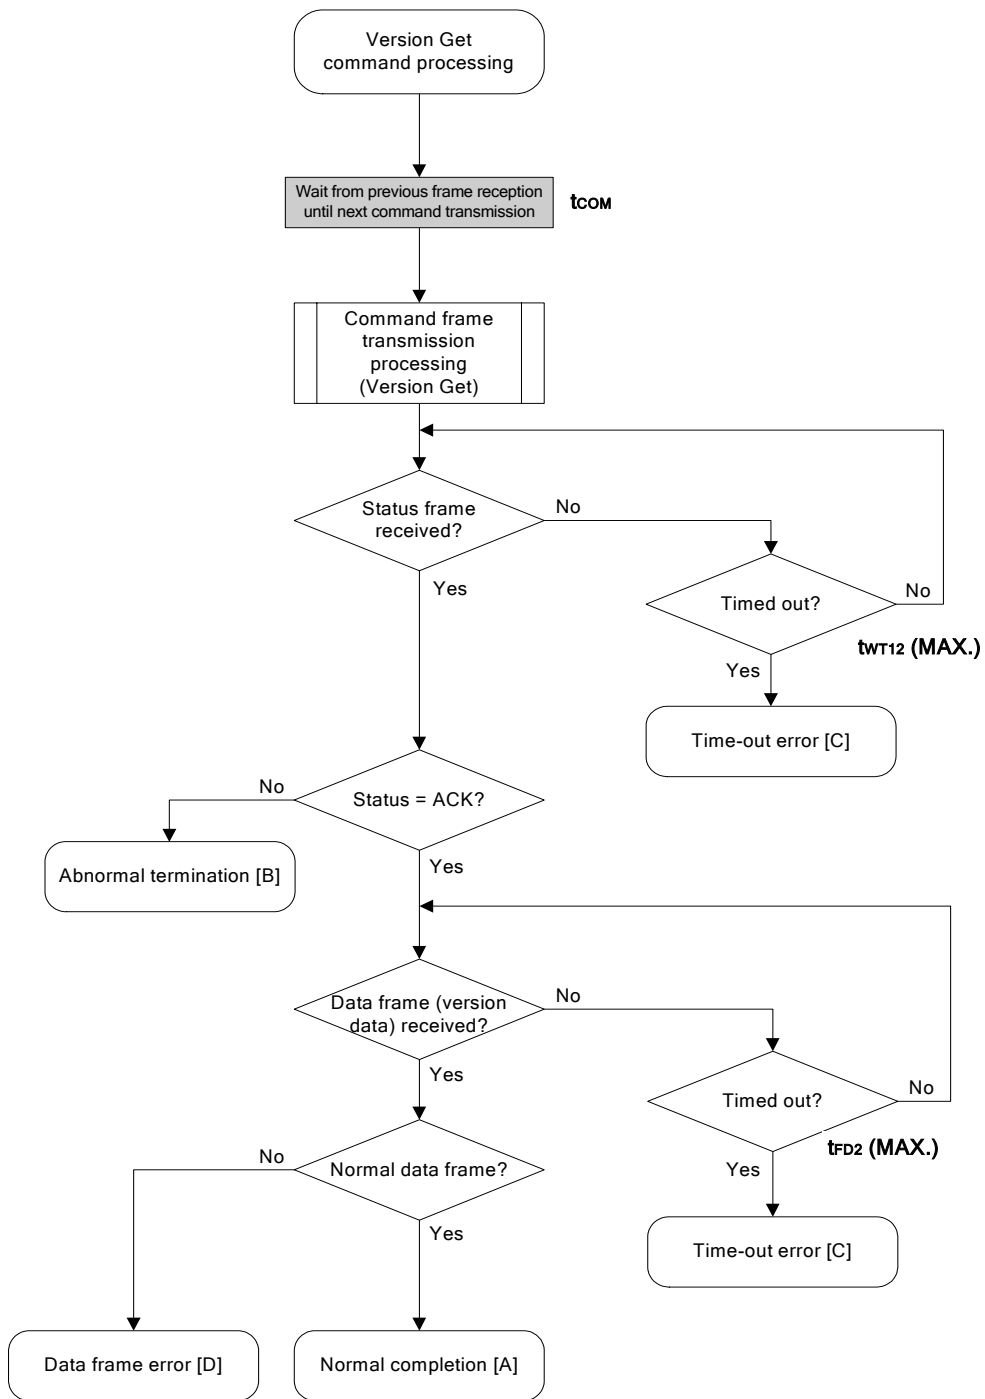 Version Get
command processing
Wait from previous frame reception
until next command transmission
tCOM
Command frame
transmission
processing
(Version Get)
Status frame
received?
No
Yes
Timed out?
No
tWT12 (MAX.)
Yes
Time-out error [C]
Status = ACK?
No
Abnormal termination [B]
Yes
Data frame (version
data) received?
No
Yes
Timed out?
No
tFD2 (MAX.)
Yes
Time-out error [C]
Normal data frame?
No
Yes
Data frame error [D]
Normal completion [A]